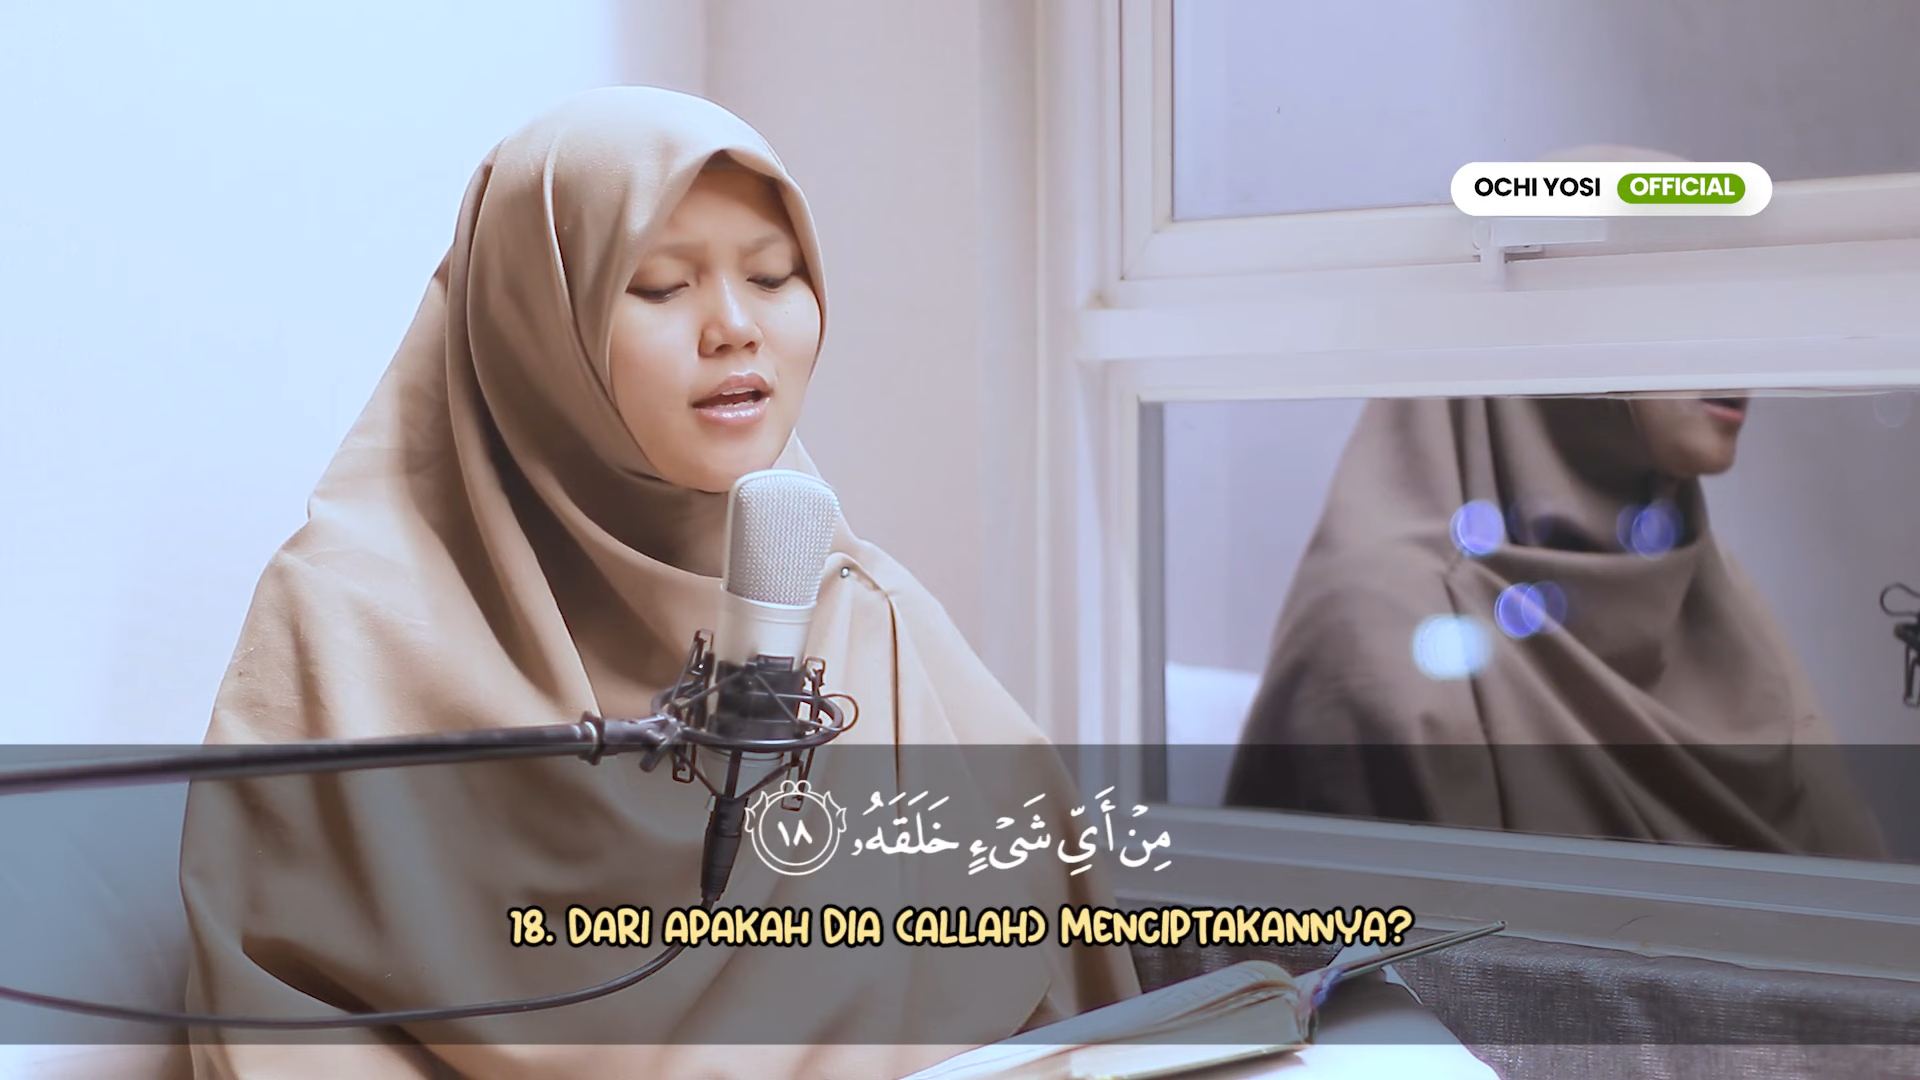 OCHI YOSI OFFICIAL
مِنۡ أَيِّ شَيۡءٍ خَلَقَهُۥ ١٨
18. DARI APAKAH DIA (ALLAH) MENCIPTAKANNYA?